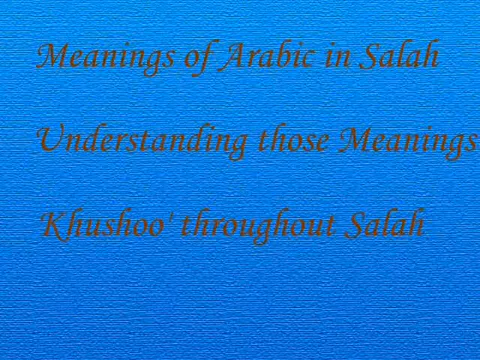 Meanings of Arabic in Salah
Understanding those Meanings
Khushoo' throughout Salah